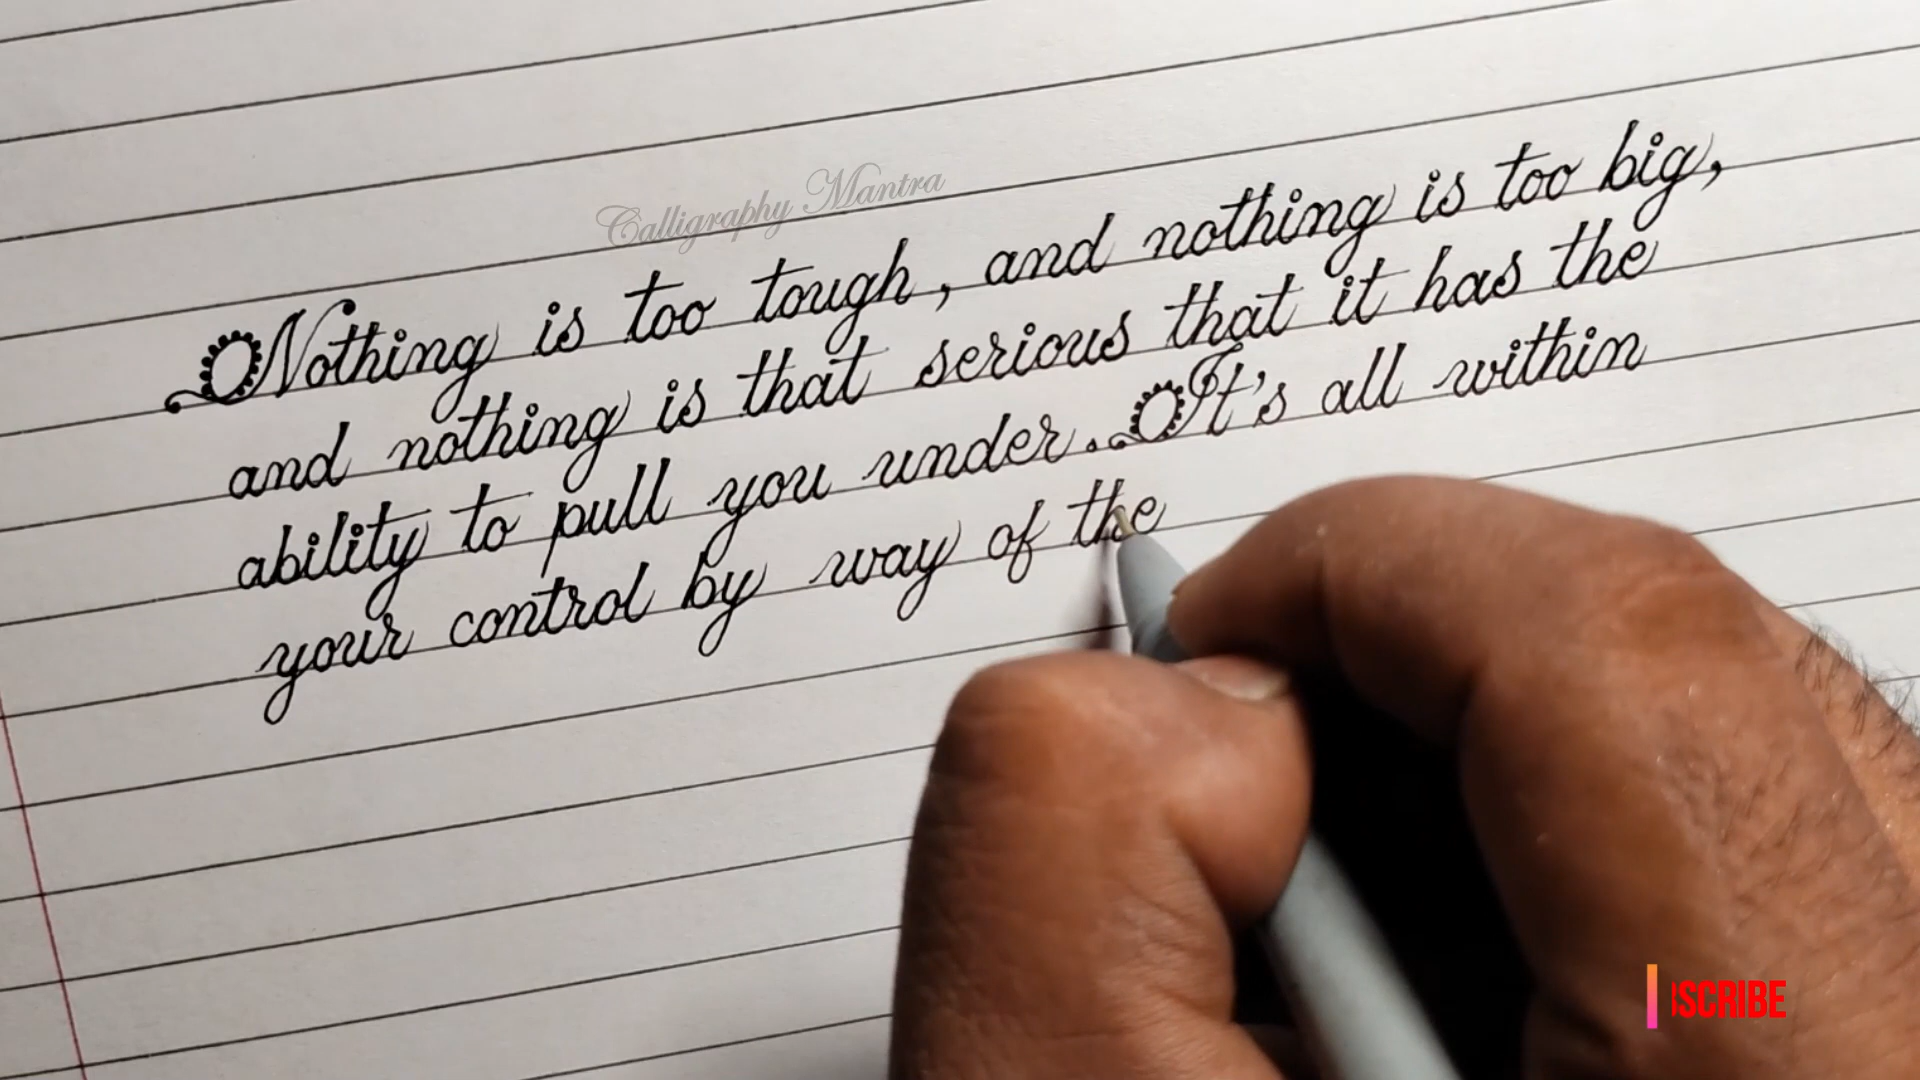 Calligraphy Mantra
Nothing is too tough, and nothing is too big,
and nothing is that serious that it has the
ability to pull you under. It's all within
your control by way of the
SCRIBE